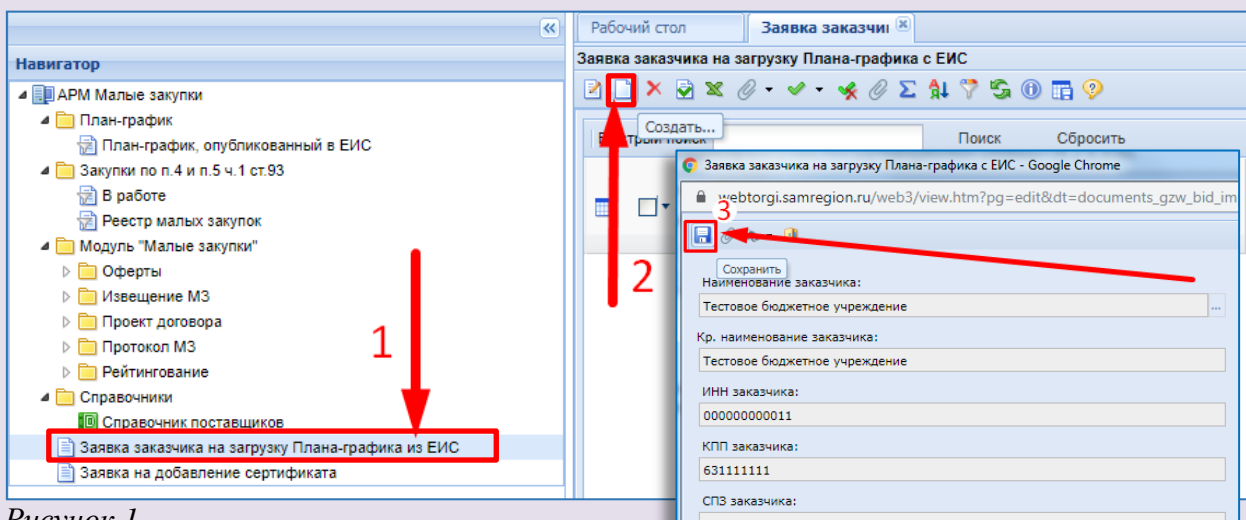 Навигатор
АРМ Малые закупки
План-график
План-график, опубликованный в ЕИС
Закупки по п.4 и п.5 ч.1 ст.93
В работе
Реестр малых закупок
Модуль "Малые закупки"
Оферты
Извещение МЗ
Проект договора
Протокол МЗ
Рейтингование
Справочники
Справочник поставщиков
Заявка заказчика на загрузку Плана-графика из ЕИС
Заявка на добавление сертификата
1
Рабочий стол Заявка заказчи
Заявка заказчика на загрузку Плана-графика с ЕИС
Создать...
поиск Поиск Сбросить
2
Заявка заказчика на загрузку Плана-графика с ЕИС - Google Chrome
webtorgi.samregion.ru/web3/view.htm?pg=edit&dt=documents_gzw_bid_im
3
Сохранить
Наименование заказчика:
Тестовое бюджетное учреждение
...
Кр. наименование заказчика:
Тестовое бюджетное учреждение
ИНН заказчика:
000000000011
КПП заказчика:
631111111
СПЗ заказчика:
Рисунок 1